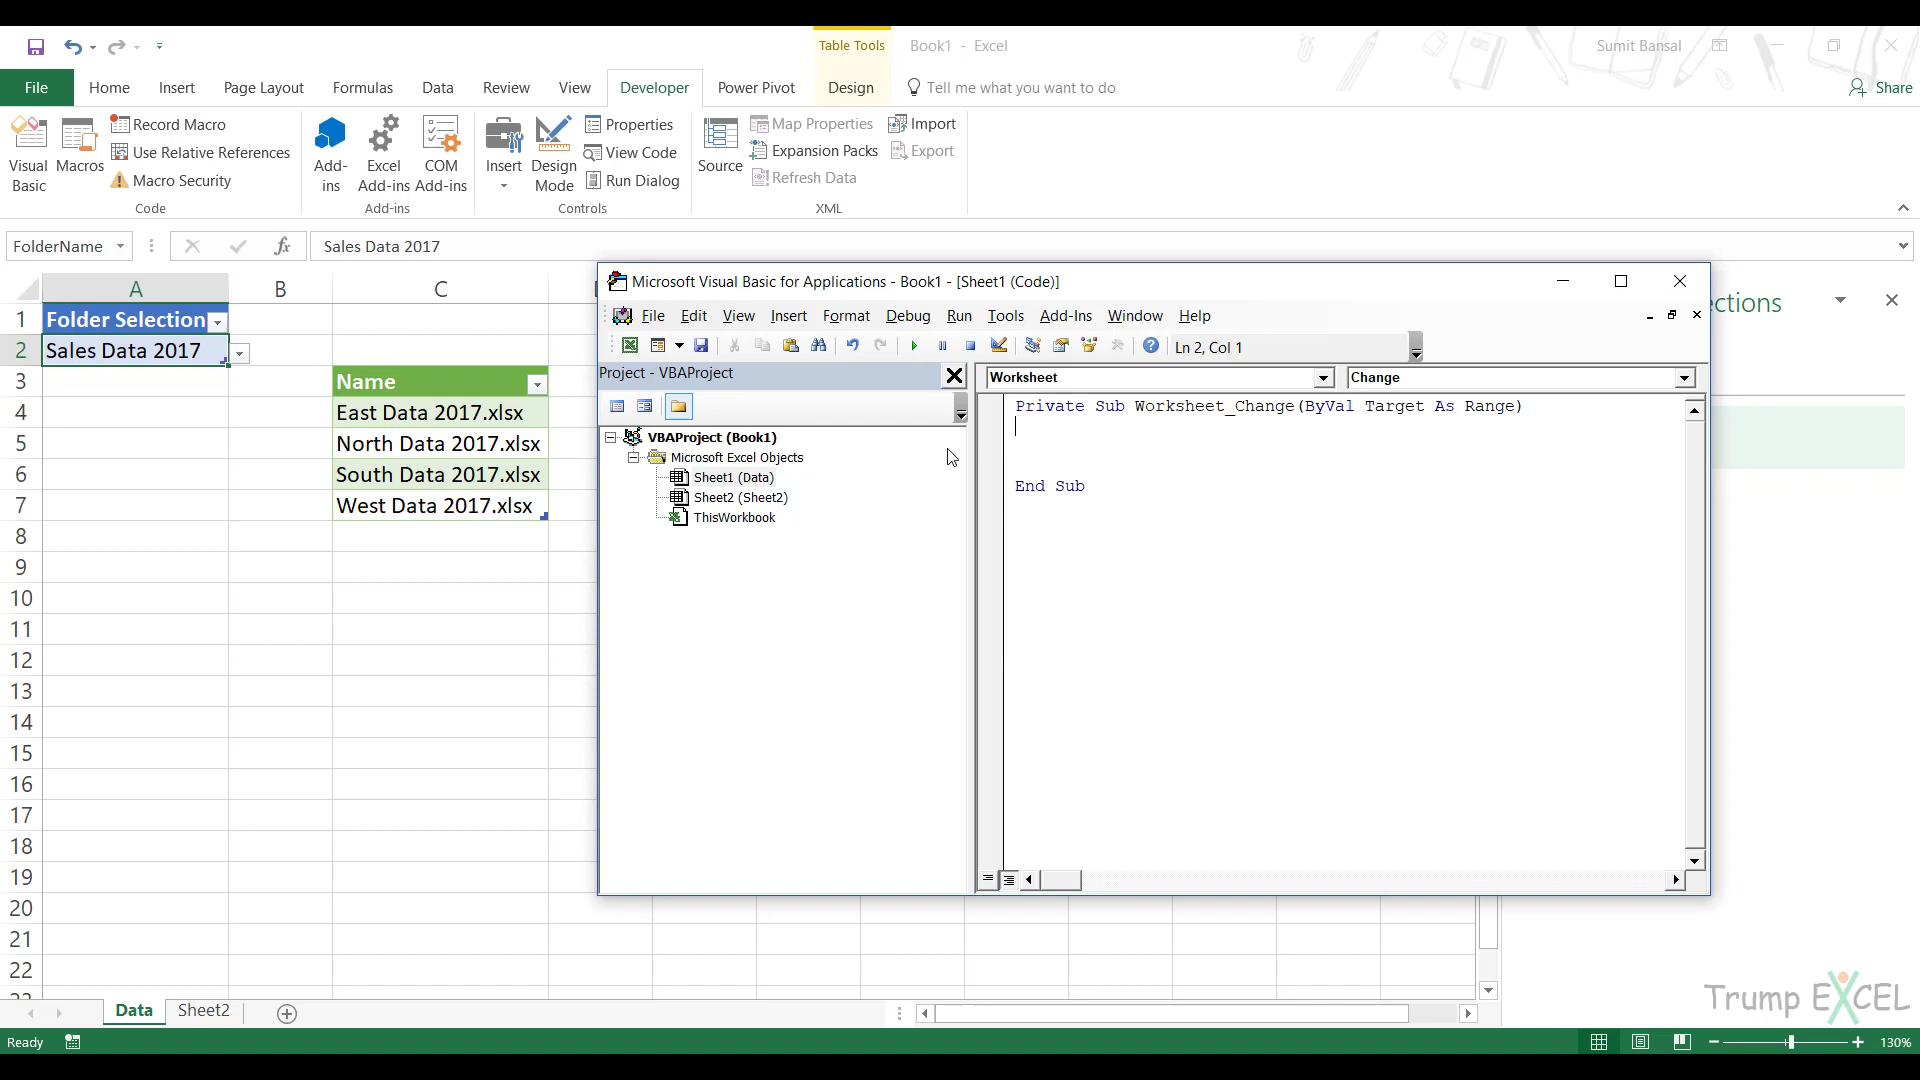 Table Tools
Book1 - Excel
Sumit Bansal
File
Home
Insert
Page Layout
Formulas
Data
Review
View
Developer
Power Pivot
Design
Tell me what you want to do
Share
Visual Basic
Macros
Record Macro
Use Relative References
Macro Security
Code
Add-ins
Excel Add-ins
COM Add-ins
Add-ins
Insert
Design Mode
Properties
View Code
Run Dialog
Controls
Source
Map Properties
Expansion Packs
Refresh Data
Import
Export
XML
FolderName
fx
Sales Data 2017
A B C
1 Folder Selection
2 Sales Data 2017
3 Name
4 East Data 2017.xlsx
5 North Data 2017.xlsx
6 South Data 2017.xlsx
7 West Data 2017.xlsx
8
9
10
11
12
13
14
15
16
17
18
19
20
21
22
Microsoft Visual Basic for Applications - Book1 - [Sheet1 (Code)]
File Edit View Insert Format Debug Run Tools Add-Ins Window Help
Ln 2, Col 1
Project - VBAProject
VBAProject (Book1)
Microsoft Excel Objects
Sheet1 (Data)
Sheet2 (Sheet2)
ThisWorkbook
Worksheet
Change
Private Sub Worksheet_Change(ByVal Target As Range)
End Sub
ctions
Data
Sheet2
Trump EXCEL
Ready
130%